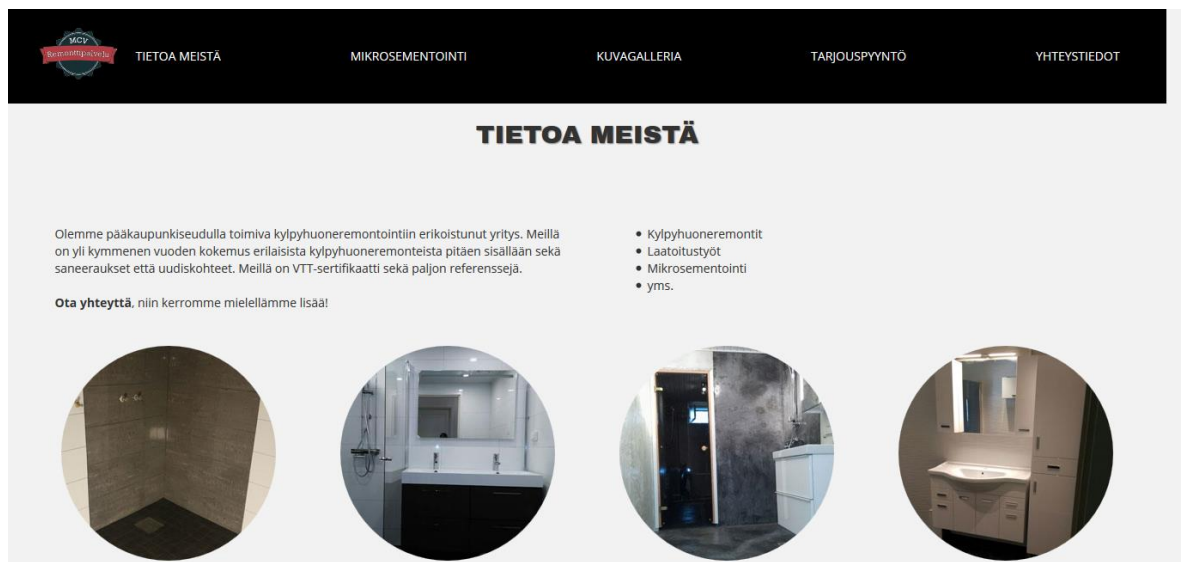 MCV
Remonttipalvelu
TIETOA MEISTÄ
MIKROSEMENTOINTI
KUVAGALLERIA
TARJOUSPYYNTÖ
YHTEYSTIEDOT
TIETOA MEISTÄ
Olemme pääkaupunkiseudulla toimiva kylpyhuoneremontointiin erikoistunut yritys. Meillä
on yli kymmenen vuoden kokemus erilaisista kylpyhuoneremonteista pitäen sisällään sekä
saneeraukset että uudiskohteet. Meillä on VTT-sertifikaatti sekä paljon referenssejä.
Ota yhteyttä, niin kerromme mielellämme lisää!
• Kylpyhuoneremontit
• Laatoitustyöt
• Mikrosementointi
• yms.